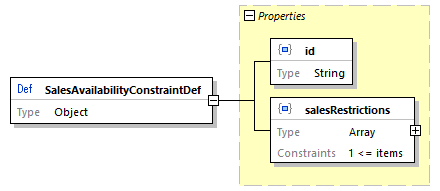 Properties
id
Type String
Def SalesAvailabilityConstraintDef
Type Object
salesRestrictions
Type Array
Constraints 1 <= items